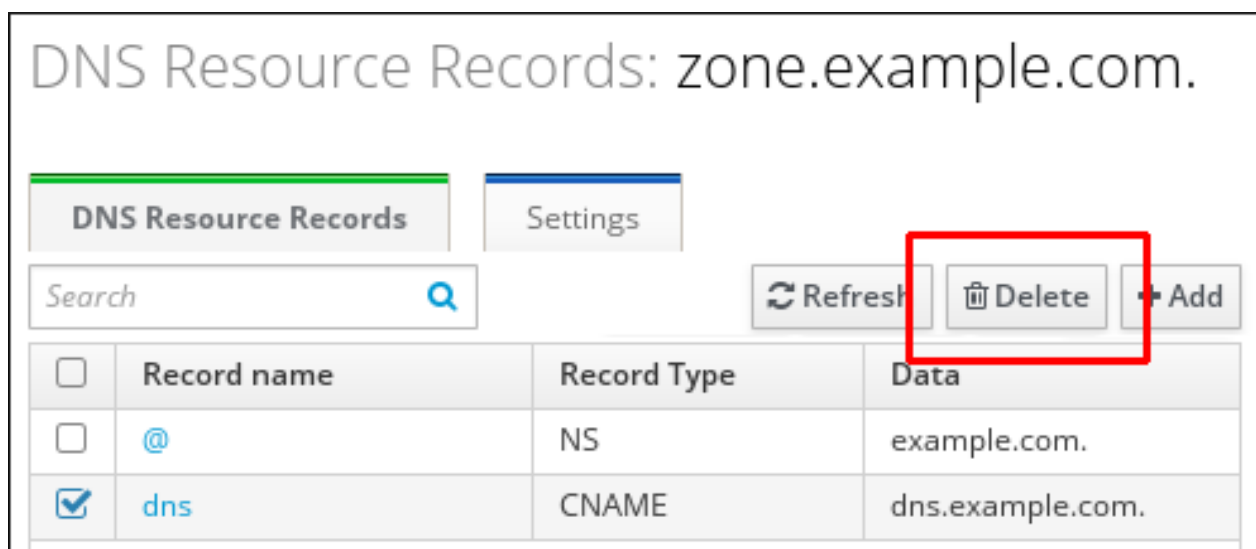 DNS Resource Records: zone.example.com.
DNS Resource Records Settings
Search Refresh Delete + Add
Record name Record Type Data
@ NS example.com.
dns CNAME dns.example.com.